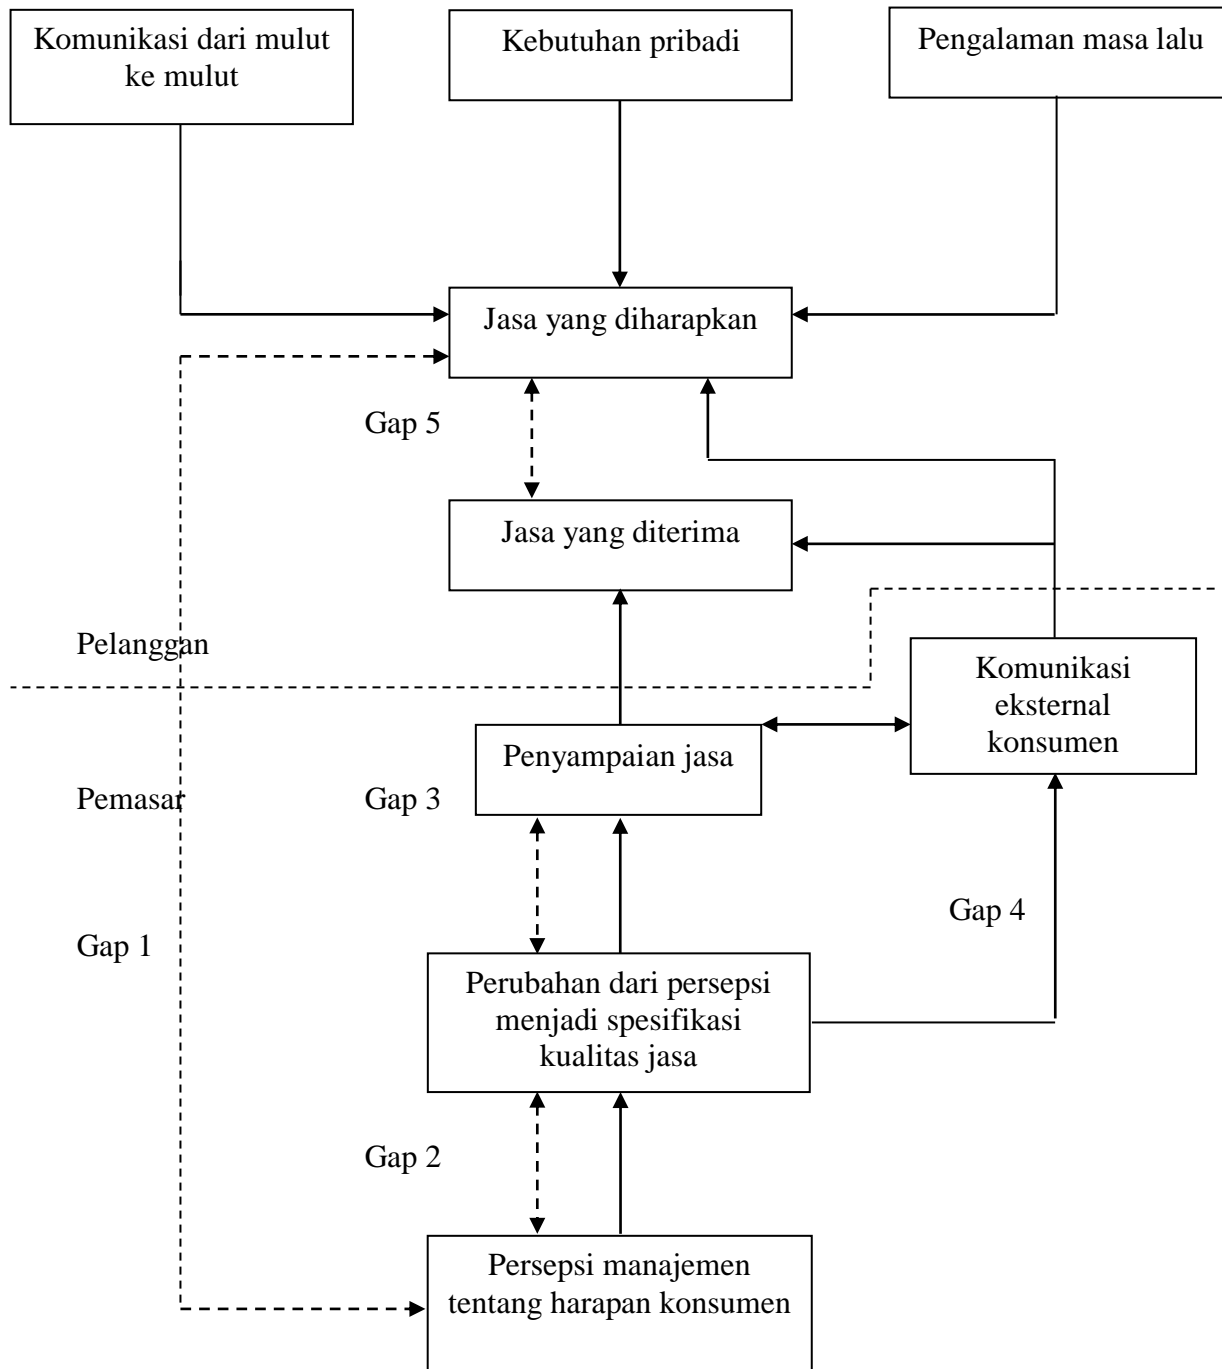 Komunikasi dari mulut
ke mulut
Kebutuhan pribadi
Pengalaman masa lalu
Jasa yang diharapkan
Gap 5
Jasa yang diterima
Pelanggan
Komunikasi
eksternal
konsumen
Penyampaian jasa
Pemasar
Gap 3
Gap 4
Gap 1
Perubahan dari persepsi
menjadi spesifikasi
kualitas jasa
Gap 2
Persepsi manajemen
tentang harapan konsumen